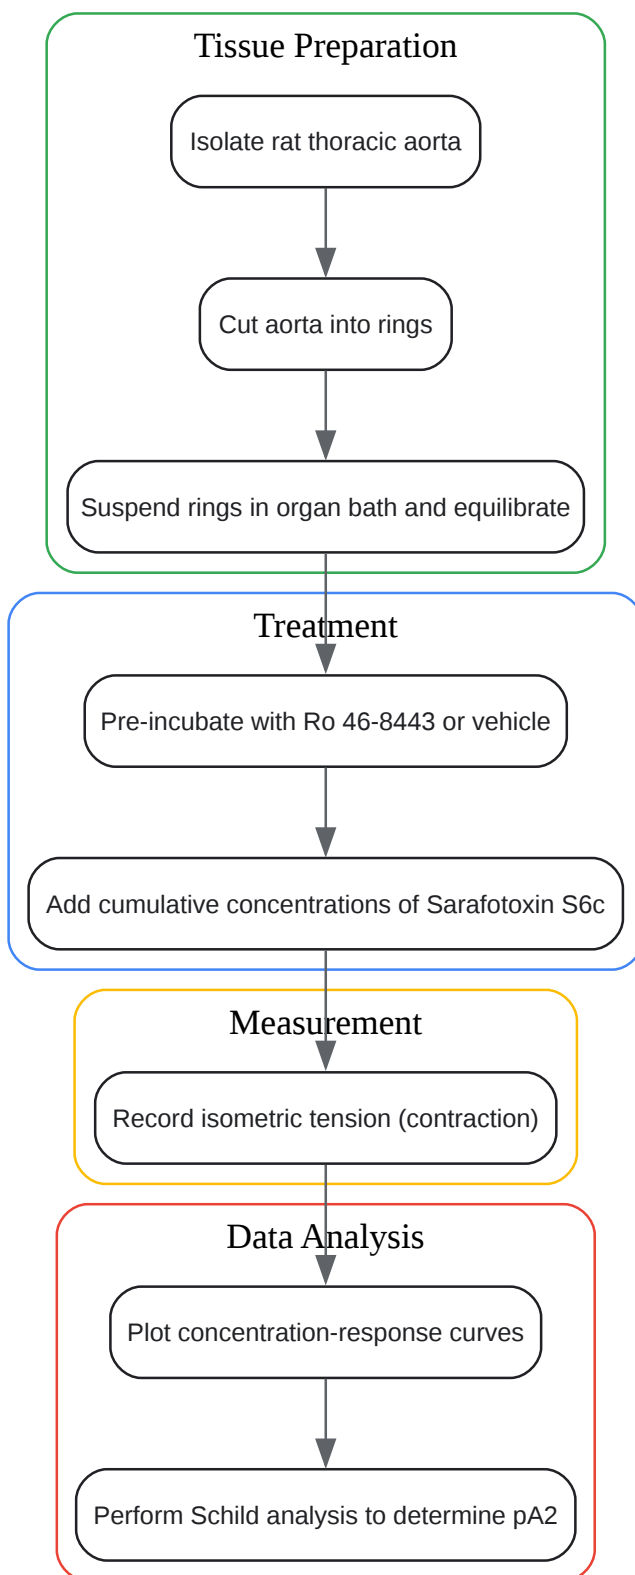 Tissue Preparation
Isolate rat thoracic aorta
Cut aorta into rings
Suspend rings in organ bath and equilibrate
Treatment
Pre-incubate with Ro 46-8443 or vehicle
Add cumulative concentrations of Sarafotoxin S6c
Measurement
Record isometric tension (contraction)
Data Analysis
Plot concentration-response curves
Perform Schild analysis to determine pA2